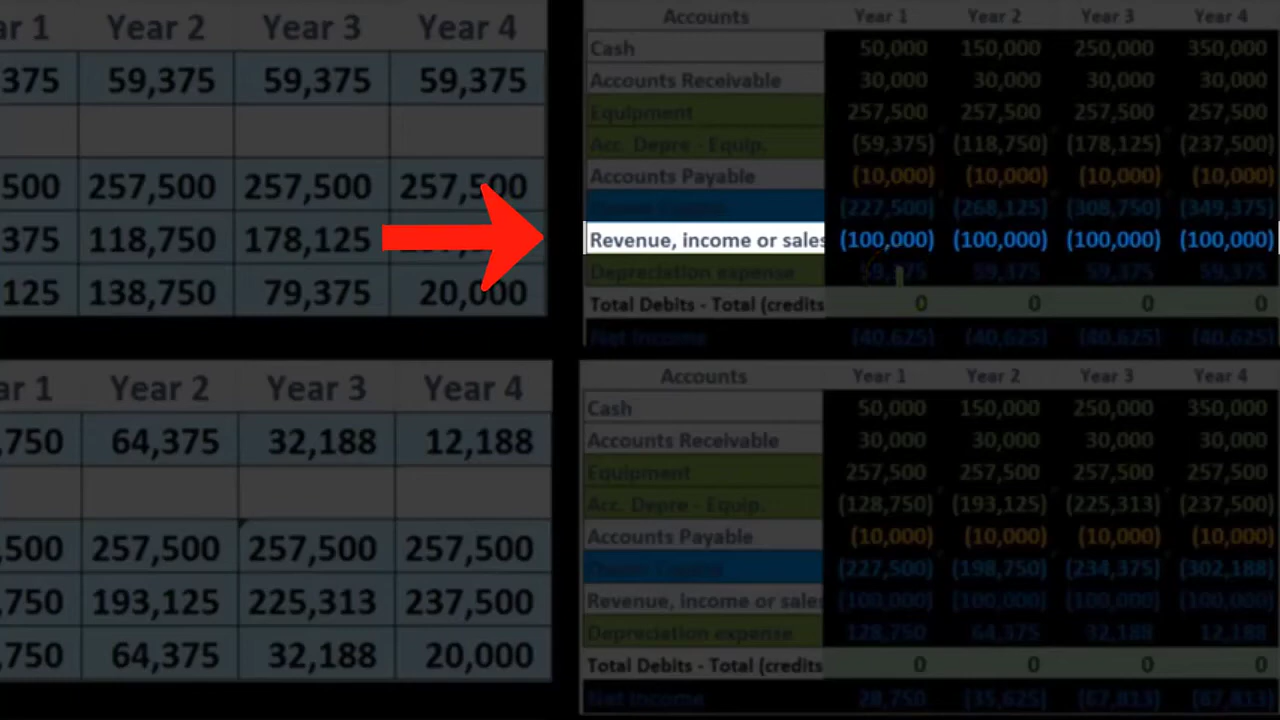 ar 1 Year 2 Year 3 Year 4
375 59,375 59,375 59,375
500 257,500 257,500 257,500
375 118,750 178,125
125 138,750 79,375 20,000
Accounts Year 1 Year 2 Year 3 Year 4
Cash 50,000 150,000 250,000 350,000
Accounts Receivable 30,000 30,000 30,000 30,000
Equipment 257,500 257,500 257,500 257,500
Acc. Depre - Equip. (59,375) (118,750) (178,125) (237,500)
Accounts Payable (10,000) (10,000) (10,000) (10,000)
(227,500) (268,125) (308,750) (349,375)
Revenue, income or sales (100,000) (100,000) (100,000) (100,000)
Depreciation expense 59,375 59,375 59,375 59,375
Total Debits - Total (credits 0 0 0 0
Net Income (40,625) (40,625) (40,625) (40,625)
ar 1 Year 2 Year 3 Year 4
,750 64,375 32,188 12,188
,500 257,500 257,500 257,500
,750 193,125 225,313 237,500
,750 64,375 32,188 20,000
Accounts Year 1 Year 2 Year 3 Year 4
Cash 50,000 150,000 250,000 350,000
Accounts Receivable 30,000 30,000 30,000 30,000
Equipment 257,500 257,500 257,500 257,500
Acc. Depre - Equip. (128,750) (193,125) (225,313) (237,500)
Accounts Payable (10,000) (10,000) (10,000) (10,000)
(227,500) (198,750) (234,375) (302,188)
Revenue, income or sales (100,000) (100,000) (100,000) (100,000)
Depreciation expense 128,750 64,375 32,188 12,188
Total Debits - Total (credits 0 0 0 0
Net Income 28,750 (35,625) (67,813) (87,813)